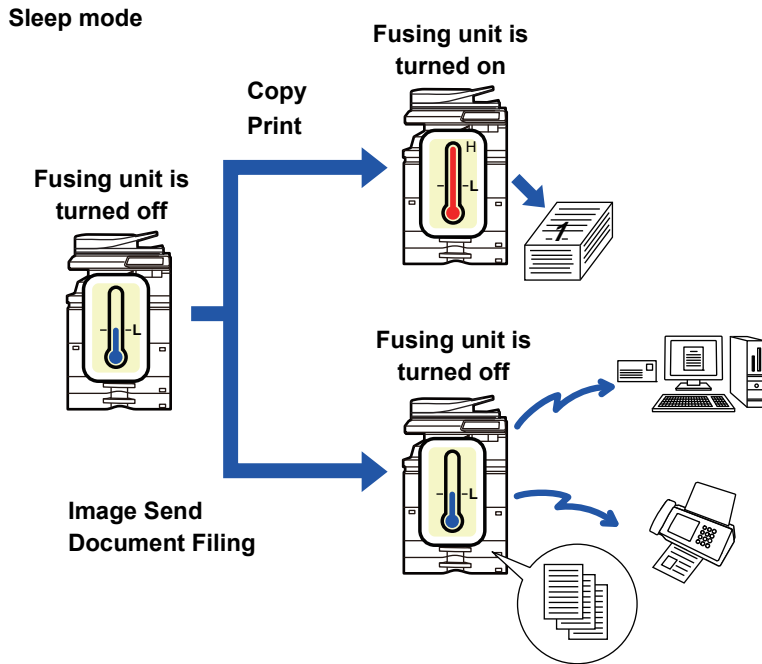 Sleep mode
Fusing unit is
turned on
Copy
Print
H
L
Fusing unit is
turned off
L
1
Fusing unit is
turned off
L
Image Send
Document Filing